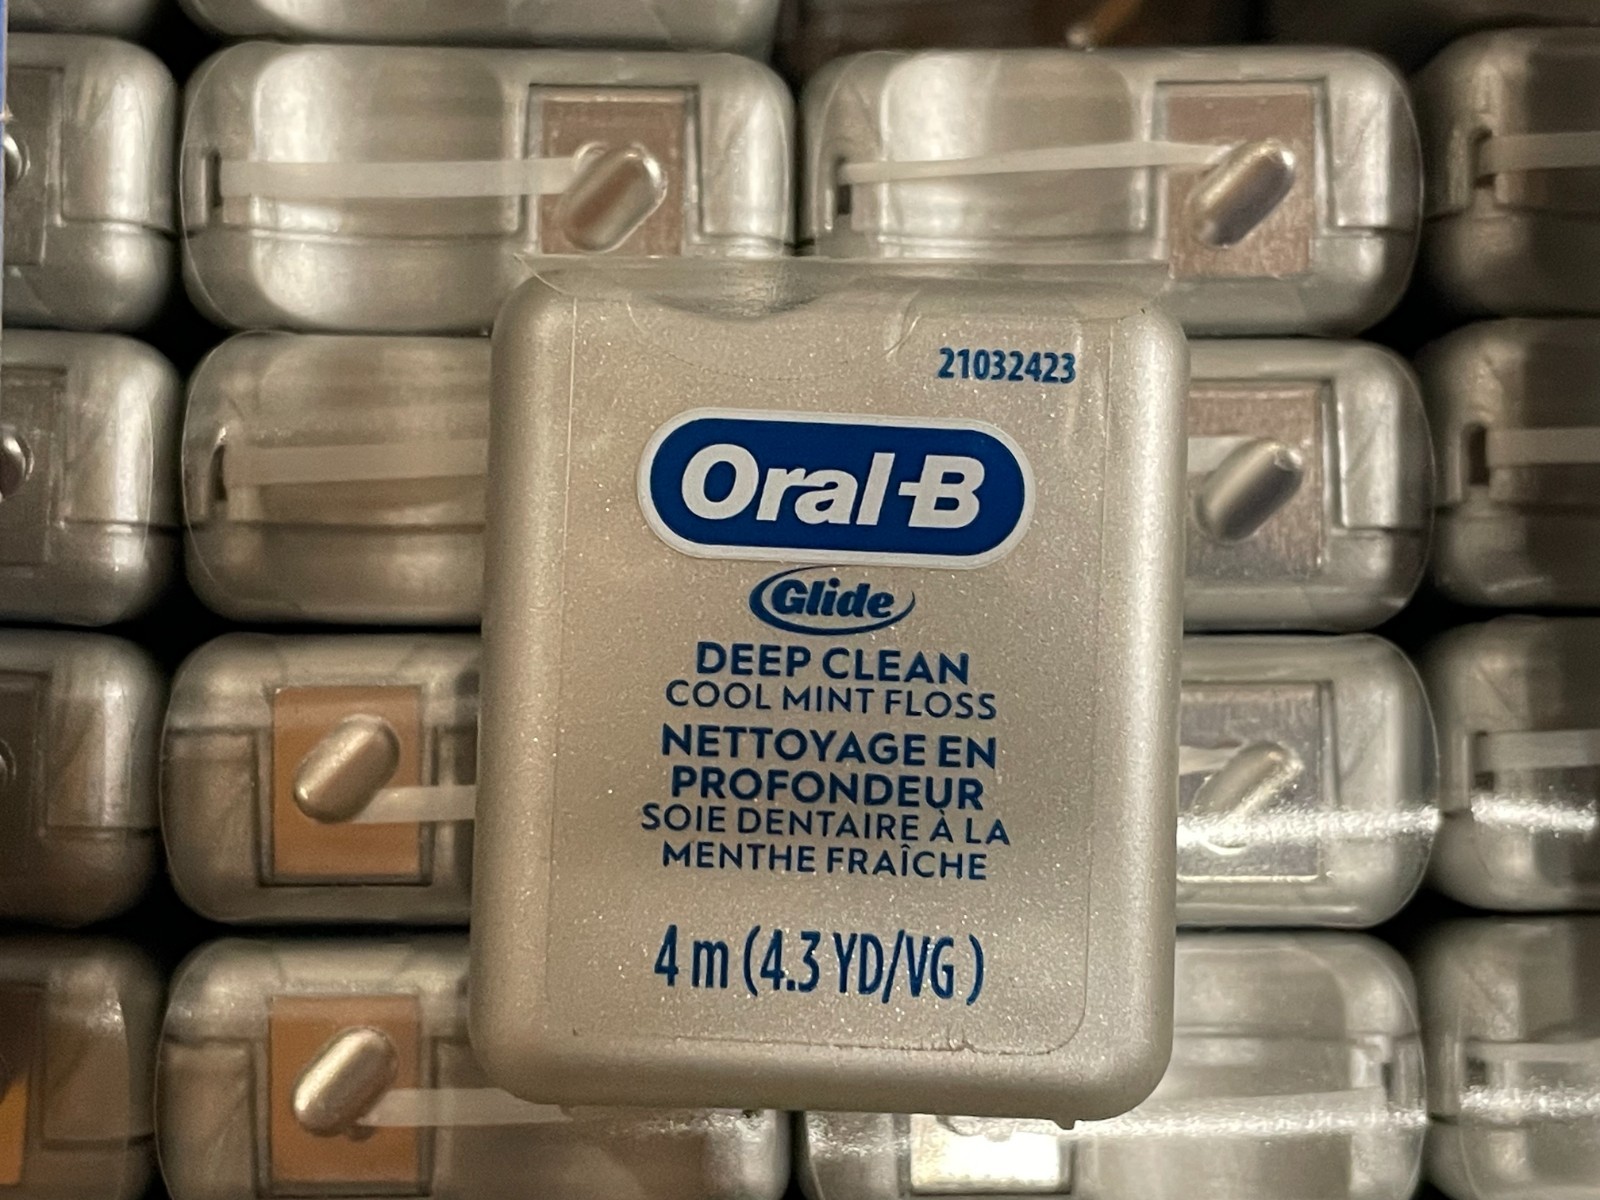 21032423
Oral-B
Glide
DEEP CLEAN
COOL MINT FLOSS
NETTOYAGE EN
PROFONDEUR
SOIE DENTAIRE À LA
MENTHE FRAÎCHE
4 m (4.3 YD/VG )